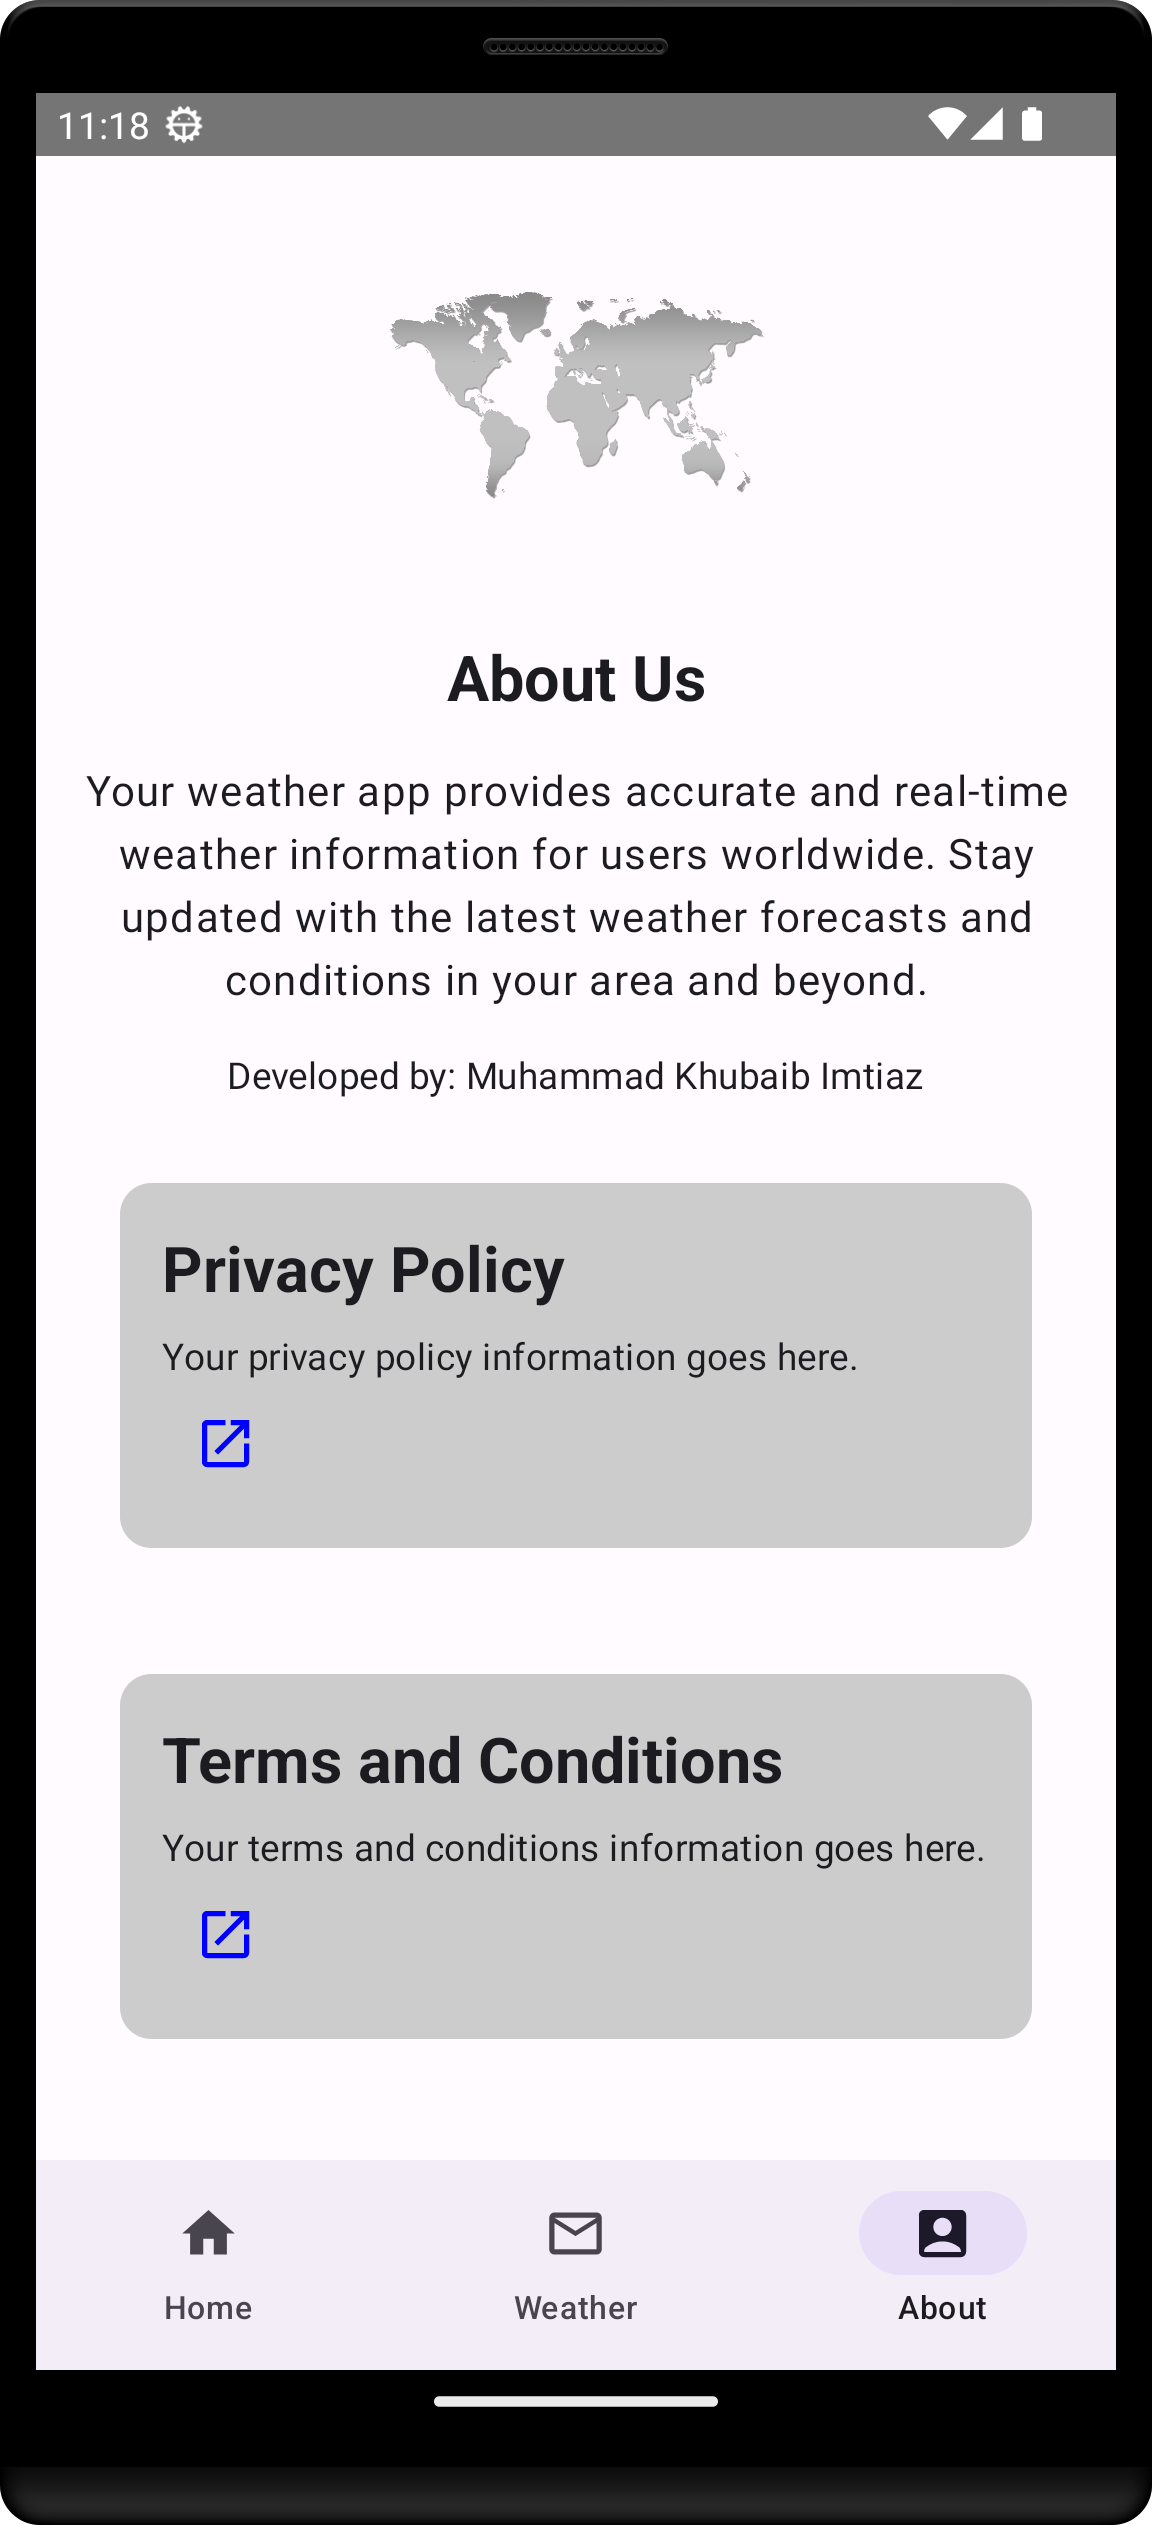 11:18
About Us
Your weather app provides accurate and real-time
weather information for users worldwide. Stay
updated with the latest weather forecasts and
conditions in your area and beyond.
Developed by: Muhammad Khubaib Imtiaz
Privacy Policy
Your privacy policy information goes here.
Terms and Conditions
Your terms and conditions information goes here.
Home
Weather
About